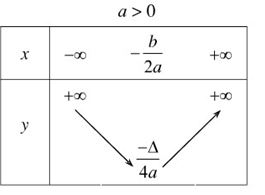 a > 0
x −∞ −b/2a +∞
+∞ +∞
y
−Δ/4a